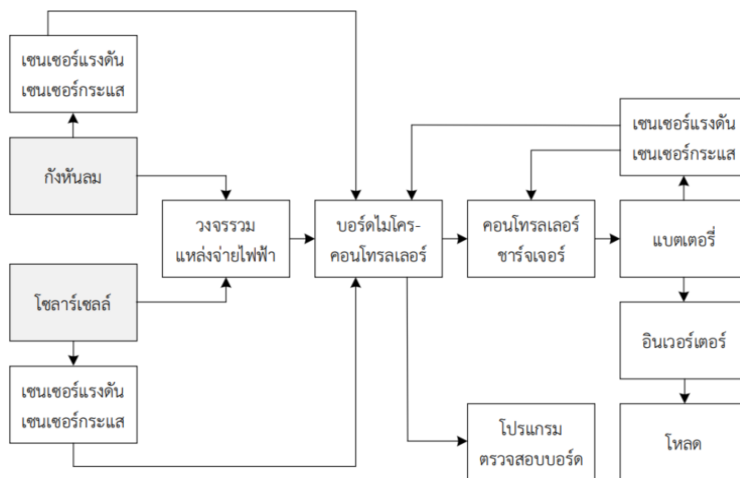 เซนเซอร์แรงดัน
เซนเซอร์กระแส
กังหันลม
วงจรรวม
แหล่งจ่ายไฟฟ้า
บอร์ดไมโคร-
คอนโทรลเลอร์
คอนโทรลเลอร์
ชาร์จเจอร์
เซนเซอร์แรงดัน
เซนเซอร์กระแส
แบตเตอรี่
โซลาร์เซลล์
เซนเซอร์แรงดัน
เซนเซอร์กระแส
อินเวอร์เตอร์
โปรแกรม
ตรวจสอบบอร์ด
โหลด